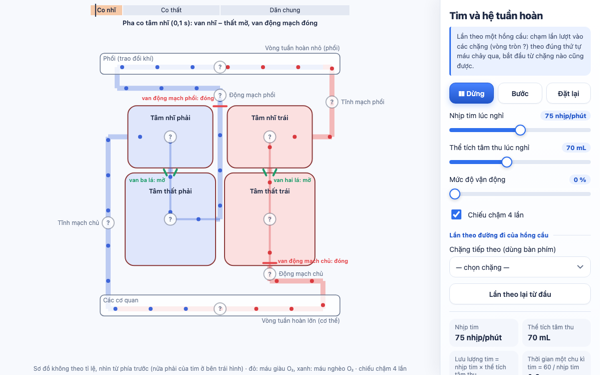 Co nhĩ
Co thất
Dãn chung
Pha co tâm nhĩ (0,1 s): van nhĩ – thất mở, van động mạch đóng
Vòng tuần hoàn nhỏ (phổi)
Phổi (trao đổi khí)
?
van động mạch phổi: đóng
?
Động mạch phổi
?
Tĩnh mạch phổi
Tâm nhĩ phải
Tâm nhĩ trái
?
?
van ba lá: mở
van hai lá: mở
Tâm thất phải
Tâm thất trái
Tĩnh mạch chủ
?
?
?
van động mạch chủ: đóng
?
Động mạch chủ
Các cơ quan
?
Vòng tuần hoàn lớn (cơ thể)
Sơ đồ không theo tỉ lệ, nhìn từ phía trước (nửa phải của tim ở bên trái hình) · đỏ: máu giàu O₂, xanh: máu nghèo O₂ · chiếu chậm 4 lần
Tim và hệ tuần hoàn
Lần theo một hồng cầu: chạm lần lượt vào
các chặng (vòng tròn ?) theo đúng thứ tự
máu chảy qua, bắt đầu từ chặng nào cũng
được.
Dừng
Bước
Đặt lại
Nhịp tim lúc nghỉ
75 nhịp/phút
Thể tích tâm thu lúc nghỉ
70 mL
Mức độ vận động
0 %
Chiếu chậm 4 lần
Lần theo đường đi của hồng cầu
Chặng tiếp theo (dùng bàn phím)
— chọn chặng —
Lần theo lại từ đầu
Nhịp tim
75 nhịp/phút
Thể tích tâm thu
70 mL
Lưu lượng tim =
nhịp tim × thể tích
Thời gian một chu kì
tim = 60 / nhịp tim